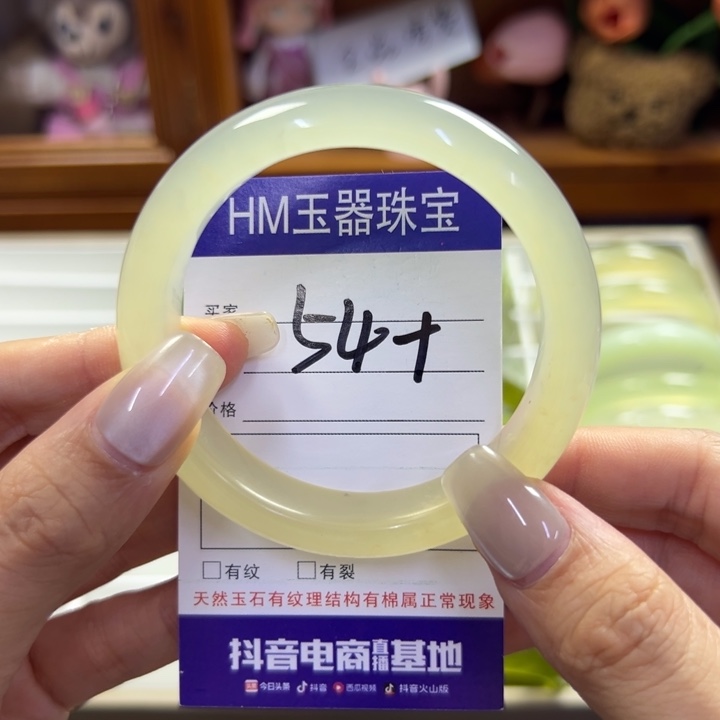 HM玉器珠宝
买家
54+
价格
□有纹 □有裂
天然玉石有纹理结构有棉属正常现象
抖音电商直播基地
头条 今日头条 抖音 西瓜视频 抖音火山版